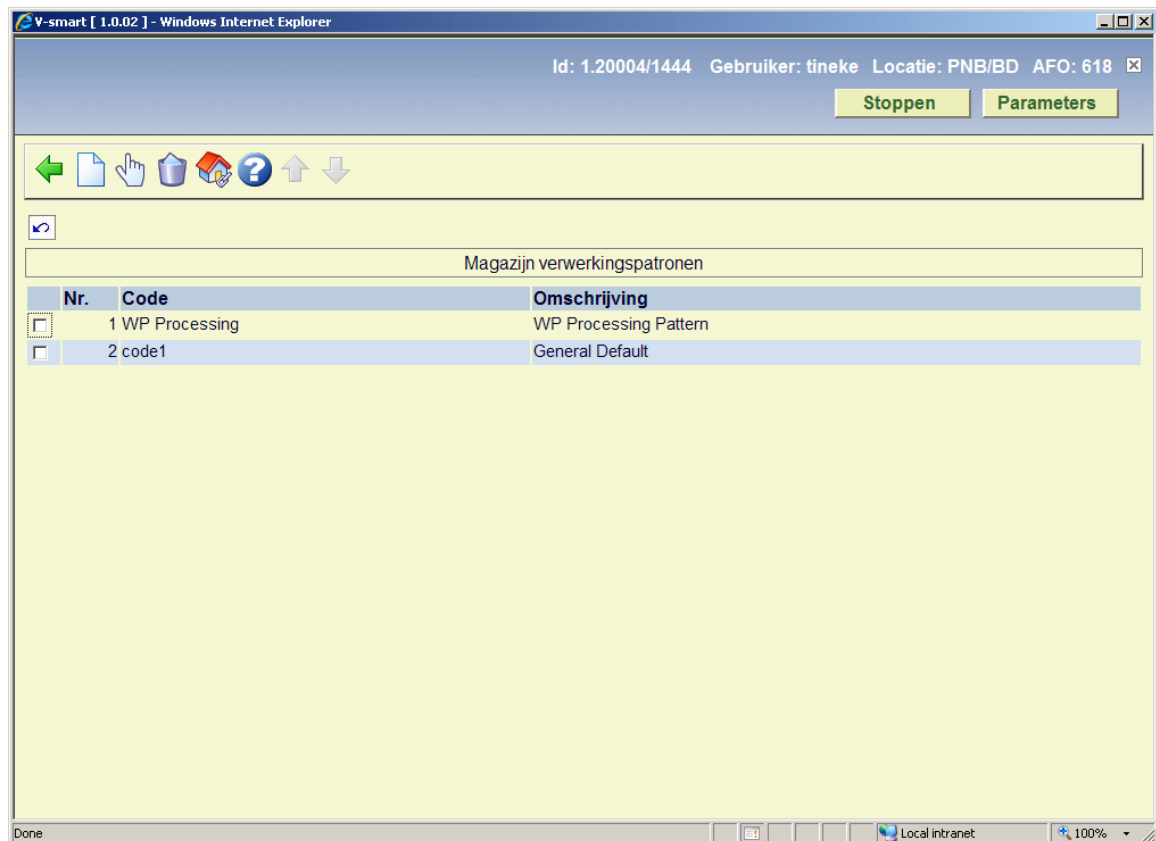 V-smart [ 1.0.02 ] - Windows Internet Explorer
Id: 1.20004/1444 Gebruiker: tineke Locatie: PNB/BD AFO: 618
Stoppen Parameters
Magazijn verwerkingspatronen
Nr. Code Omschrijving
1 WP Processing WP Processing Pattern
2 code1 General Default
Done Local intranet 100%